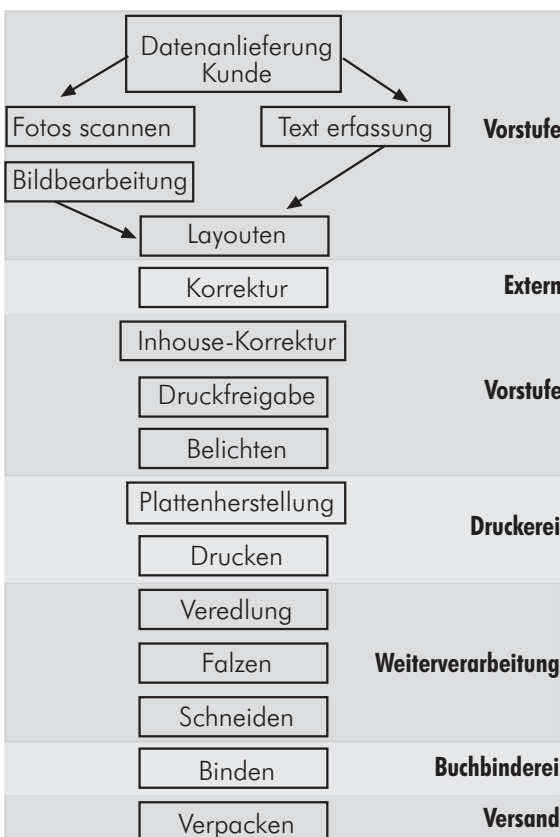 Datenanlieferung
Kunde
Fotos scannen
Text erfassung
Vorstufe
Bildbearbeitung
Layouten
Korrektur
Extern
Inhouse-Korrektur
Druckfreigabe
Vorstufe
Belichten
Plattenherstellung
Druckerei
Drucken
Veredlung
Falzen
Weiterverarbeitung
Schneiden
Binden
Buchbinderei
Verpacken
Versand